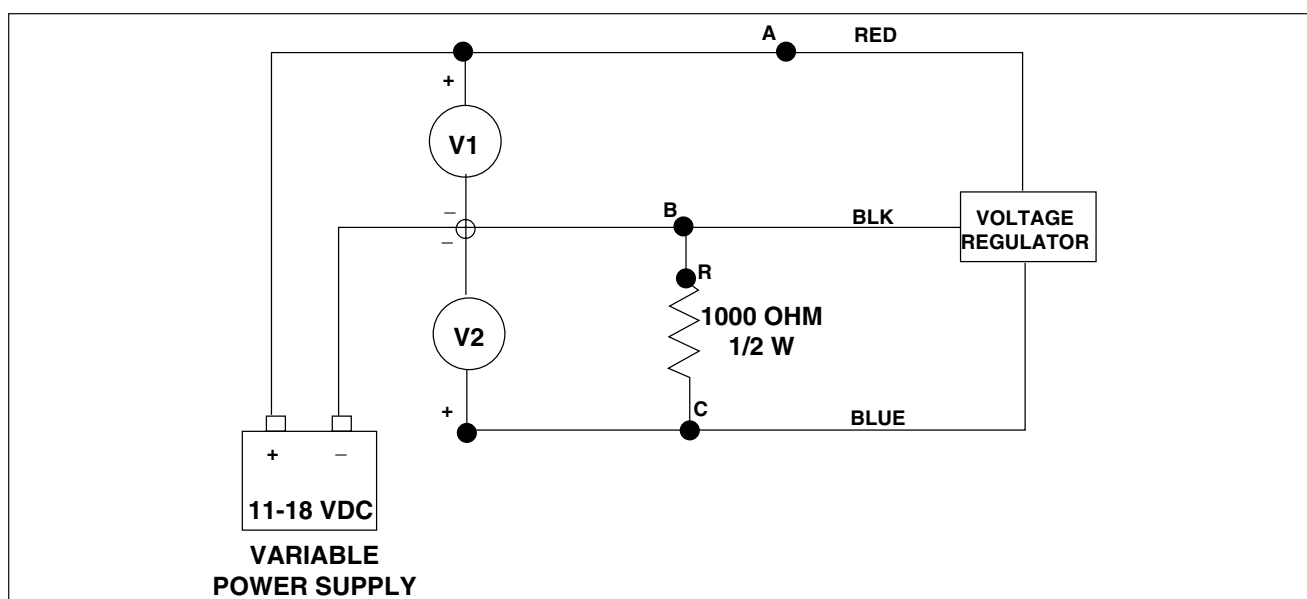 A
RED
+
V1
–
B
BLK
VOLTAGE
REGULATOR
–
R
1000 OHM
1/2 W
V2
+
C
BLUE
+ –
11-18 VDC
VARIABLE
POWER SUPPLY